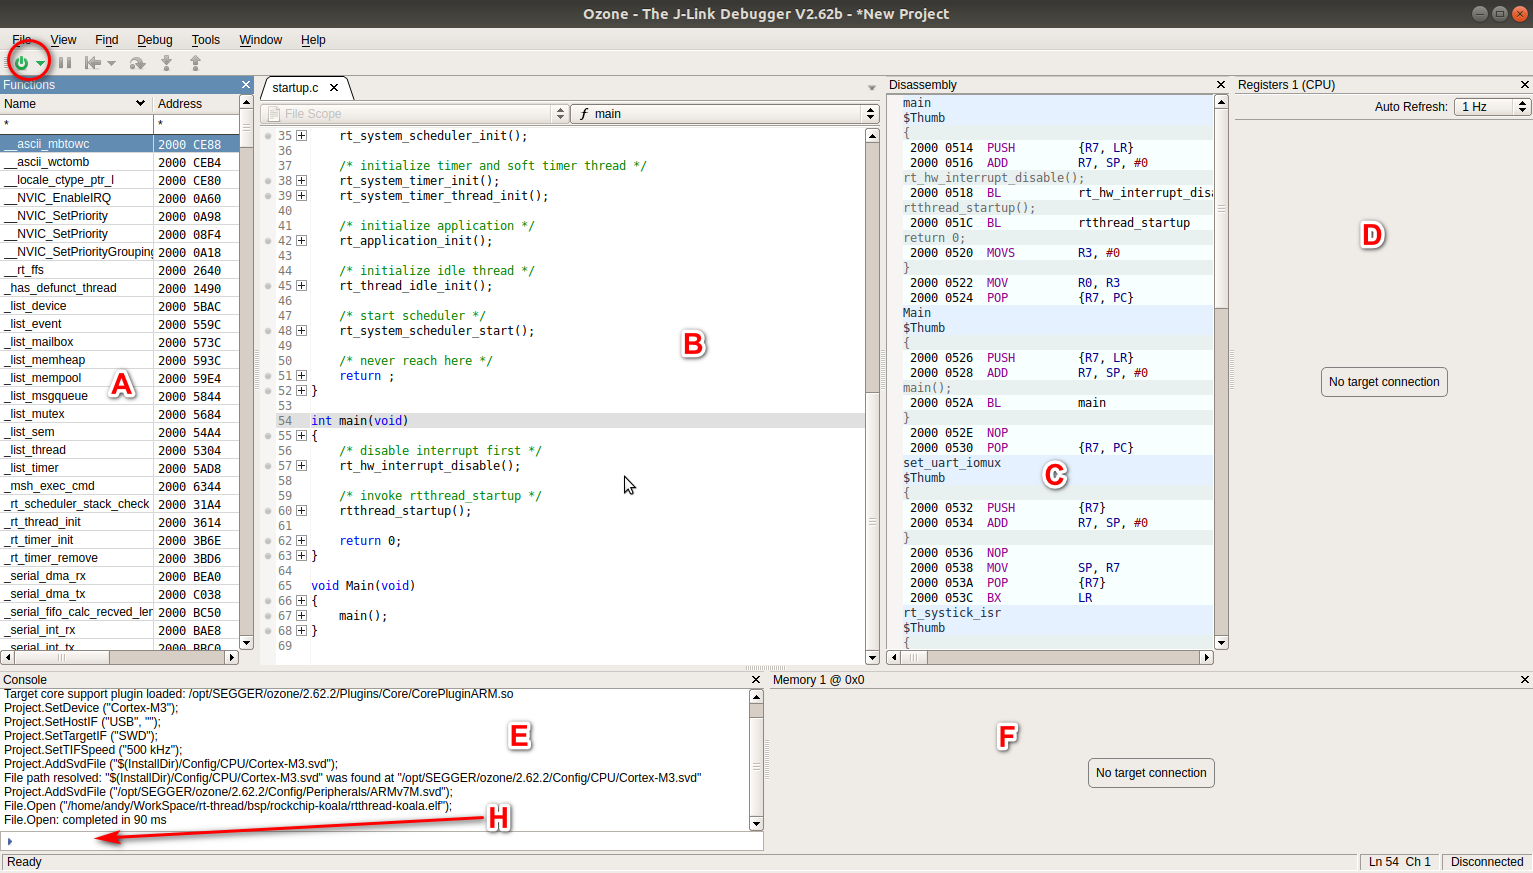 Ozone - The J-Link Debugger V2.62b - *New Project
File View Find Debug Tools Window Help
Functions
Name Address
* *
__ascii_mbtowc 2000 CE88
__ascii_wctomb 2000 CEB4
__locale_ctype_ptr_l 2000 CE80
__NVIC_EnableIRQ 2000 0A60
__NVIC_SetPriority 2000 0A98
__NVIC_SetPriority 2000 08F4
__NVIC_SetPriorityGrouping 2000 0A18
__rt_ffs 2000 2640
_has_defunct_thread 2000 1490
_list_device 2000 5BAC
_list_event 2000 559C
_list_mailbox 2000 573C
_list_memheap 2000 593C
_list_mempool 2000 59E4
_list_msgqueue 2000 5844
_list_mutex 2000 5684
_list_sem 2000 54A4
_list_thread 2000 5304
_list_timer 2000 5AD8
_msh_exec_cmd 2000 6344
_rt_scheduler_stack_check 2000 31A4
_rt_thread_init 2000 3614
_rt_timer_init 2000 3B6E
_rt_timer_remove 2000 3BD6
_serial_dma_rx 2000 BEA0
_serial_dma_tx 2000 C038
_serial_fifo_calc_recved_len 2000 BC50
_serial_int_rx 2000 BAE8
_serial_int_tx 2000 BBC0
A
startup.c
File Scope
f main
35 rt_system_scheduler_init();
36
37 /* initialize timer and soft timer thread */
38 rt_system_timer_init();
39 rt_system_timer_thread_init();
40
41 /* initialize application */
42 rt_application_init();
43
44 /* initialize idle thread */
45 rt_thread_idle_init();
46
47 /* start scheduler */
48 rt_system_scheduler_start();
49
50 /* never reach here */
51 return ;
52 }
53
54 int main(void)
55 {
56 /* disable interrupt first */
57 rt_hw_interrupt_disable();
58
59 /* invoke rtthread_startup */
60 rtthread_startup();
61
62 return 0;
63 }
64
65 void Main(void)
66 {
67 main();
68 }
69
B
Disassembly
main
$Thumb
{
2000 0514 PUSH {R7, LR}
2000 0516 ADD R7, SP, #0
rt_hw_interrupt_disable();
2000 0518 BL rt_hw_interrupt_disa
rtthread_startup();
2000 051C BL rtthread_startup
return 0;
2000 0520 MOVS R3, #0
}
2000 0522 MOV R0, R3
2000 0524 POP {R7, PC}
Main
$Thumb
{
2000 0526 PUSH {R7, LR}
2000 0528 ADD R7, SP, #0
main();
2000 052A BL main
}
2000 052E NOP
2000 0530 POP {R7, PC}
set_uart_iomux
$Thumb
{
2000 0532 PUSH {R7}
2000 0534 ADD R7, SP, #0
}
2000 0536 NOP
2000 0538 MOV SP, R7
2000 053A POP {R7}
2000 053C BX LR
rt_systick_isr
$Thumb
{
C
Registers 1 (CPU)
Auto Refresh: 1 Hz
D
No target connection
Console
Target core support plugin loaded: /opt/SEGGER/ozone/2.62.2/Plugins/Core/CorePluginARM.so
Project.SetDevice ("Cortex-M3");
Project.SetHostIF ("USB", "");
Project.SetTargetIF ("SWD");
Project.SetTIFSpeed ("500 kHz");
Project.AddSvdFile ("$(InstallDir)/Config/CPU/Cortex-M3.svd");
File path resolved: "$(InstallDir)/Config/CPU/Cortex-M3.svd" was found at "/opt/SEGGER/ozone/2.62.2/Config/CPU/Cortex-M3.svd"
Project.AddSvdFile ("/opt/SEGGER/ozone/2.62.2/Config/Peripherals/ARMv7M.svd");
File.Open ("/home/andy/WorkSpace/rt-thread/bsp/rockchip-koala/rtthread-koala.elf");
File.Open: completed in 90 ms
E
H
Memory 1 @ 0x0
F
No target connection
Ready
Ln 54 Ch 1
Disconnected